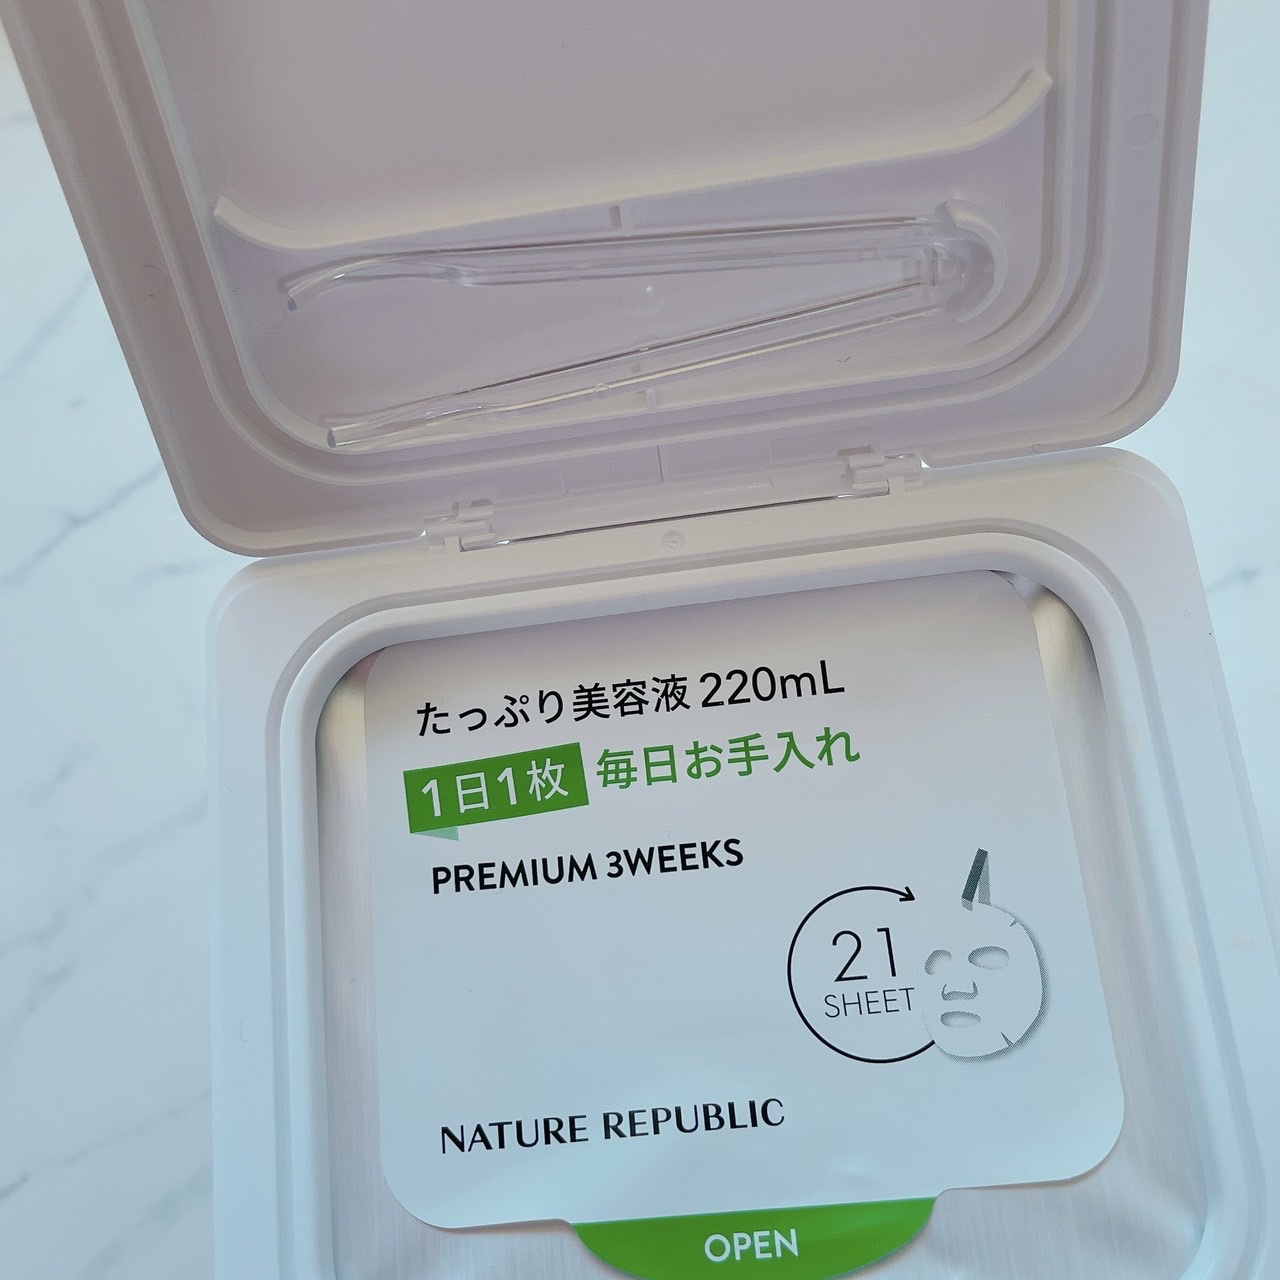 たっぷり美容液 220mL
1日1枚 毎日お手入れ
PREMIUM 3WEEKS
21
SHEET
NATURE REPUBLIC
OPEN